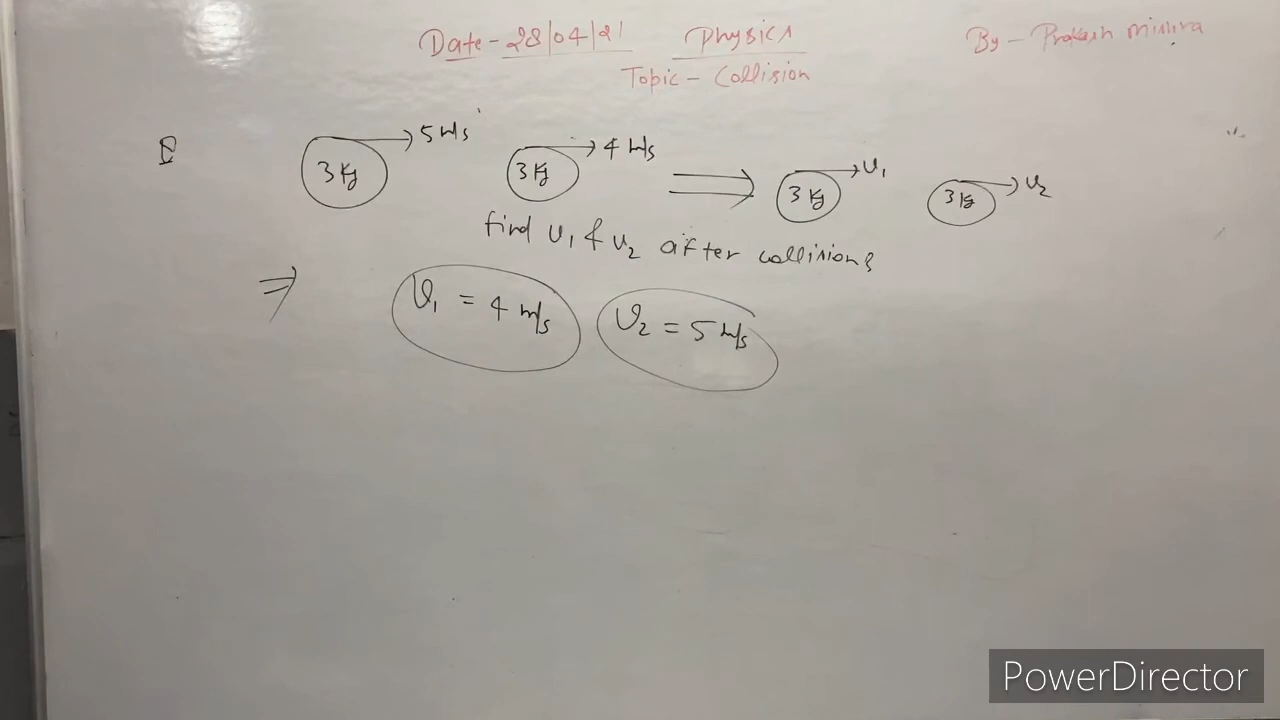 Date - 28/04/21 Physics By - Prakash Mishra
Topic - Collision
Q 3 Kg → 5 m/s 3 Kg → 4 m/s ⇒ 3 Kg → v₁ 3 Kg → v₂
find v₁ & v₂ after collisions
⇒ v₁ = 4 m/s v₂ = 5 m/s
PowerDirector